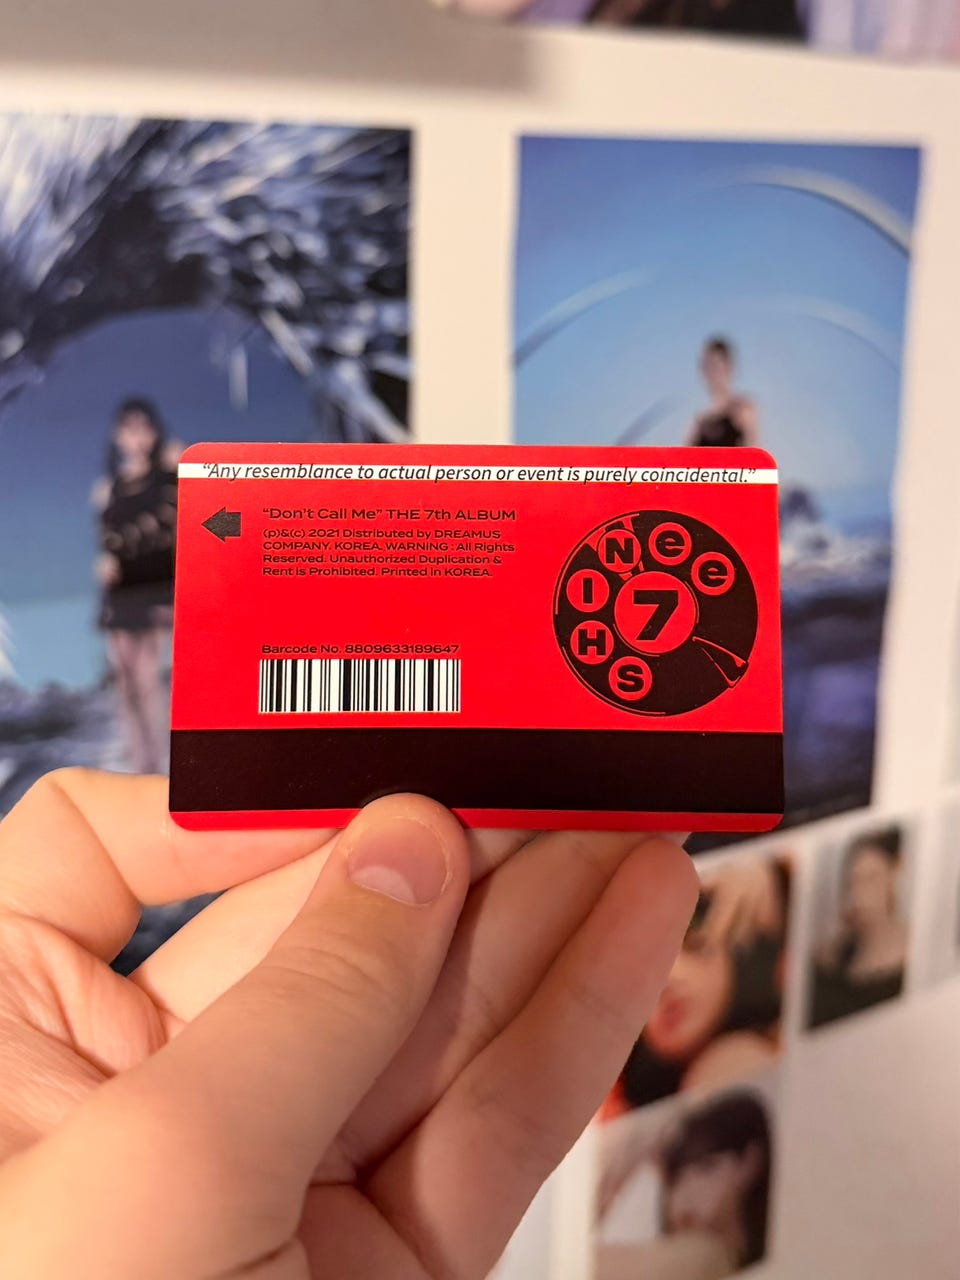 “Any resemblance to actual person or event is purely coincidental.”
“Don't Call Me” THE 7th ALBUM
(p)&(c) 2021 Distributed by DREAMUS
COMPANY. KOREA. WARNING : All Rights
Reserved. Unauthorized Duplication &
Rent is Prohibited. Printed in KOREA.
Barcode No. 8809633189647
SHINee
7